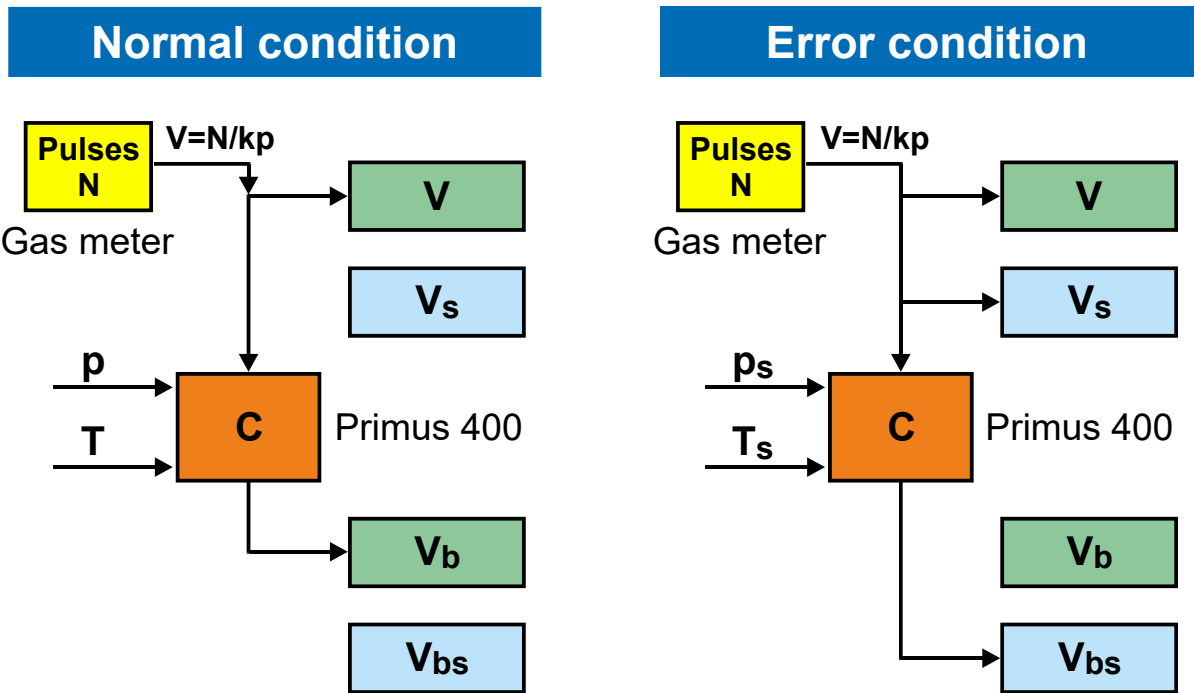 Normal condition
Pulses
N
V=N/kp
Gas meter
V
Vs
p
T
C
Primus 400
Vb
Vbs
Error condition
Pulses
N
V=N/kp
Gas meter
V
Vs
ps
Ts
C
Primus 400
Vb
Vbs